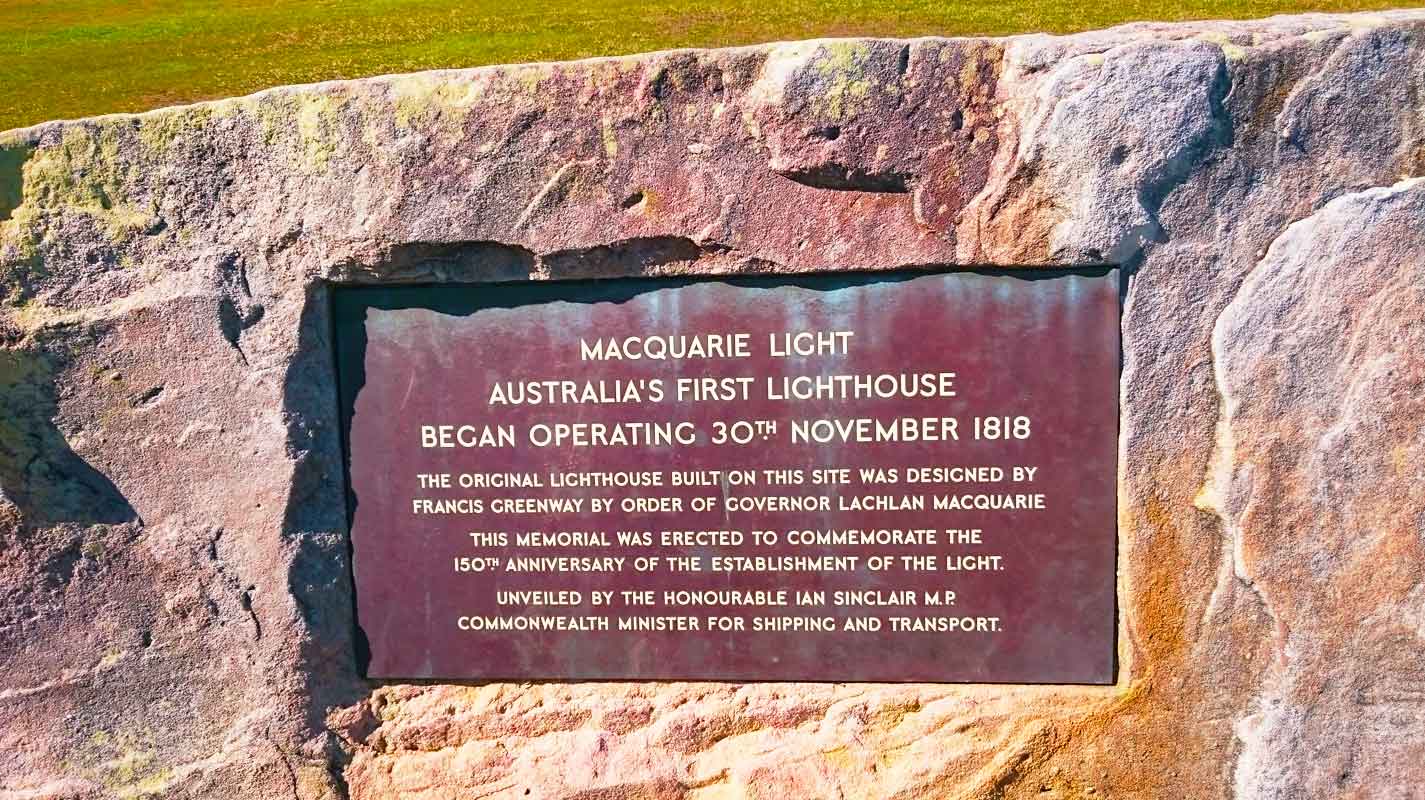 MACQUARIE LIGHT
AUSTRALIA'S FIRST LIGHTHOUSE
BEGAN OPERATING 30TH. NOVEMBER 1818
THE ORIGINAL LIGHTHOUSE BUILT ON THIS SITE WAS DESIGNED BY
FRANCIS GREENWAY BY ORDER OF GOVERNOR LACHLAN MACQUARIE
THIS MEMORIAL WAS ERECTED TO COMMEMORATE THE
150TH. ANNIVERSARY OF THE ESTABLISHMENT OF THE LIGHT.
UNVEILED BY THE HONOURABLE IAN SINCLAIR M.P.
COMMONWEALTH MINISTER FOR SHIPPING AND TRANSPORT.